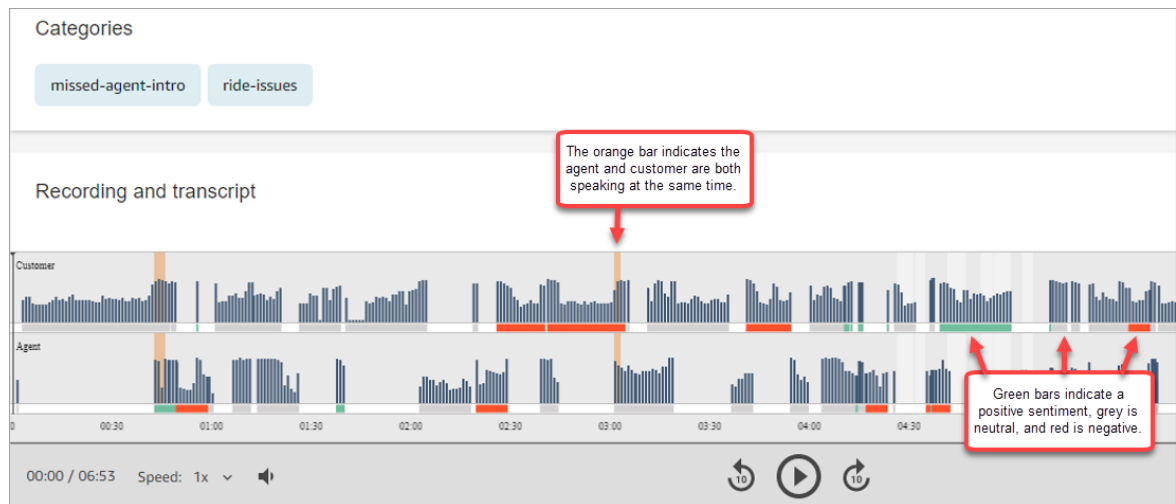 Categories
missed-agent-intro ride-issues
The orange bar indicates the
agent and customer are both
speaking at the same time.
Recording and transcript
Customer
Agent
Green bars indicate a
positive sentiment, grey is
neutral, and red is negative.
0 00:30 01:00 01:30 02:00 02:30 03:00 03:30 04:00 04:30
00:00 / 06:53 Speed: 1x
10 10